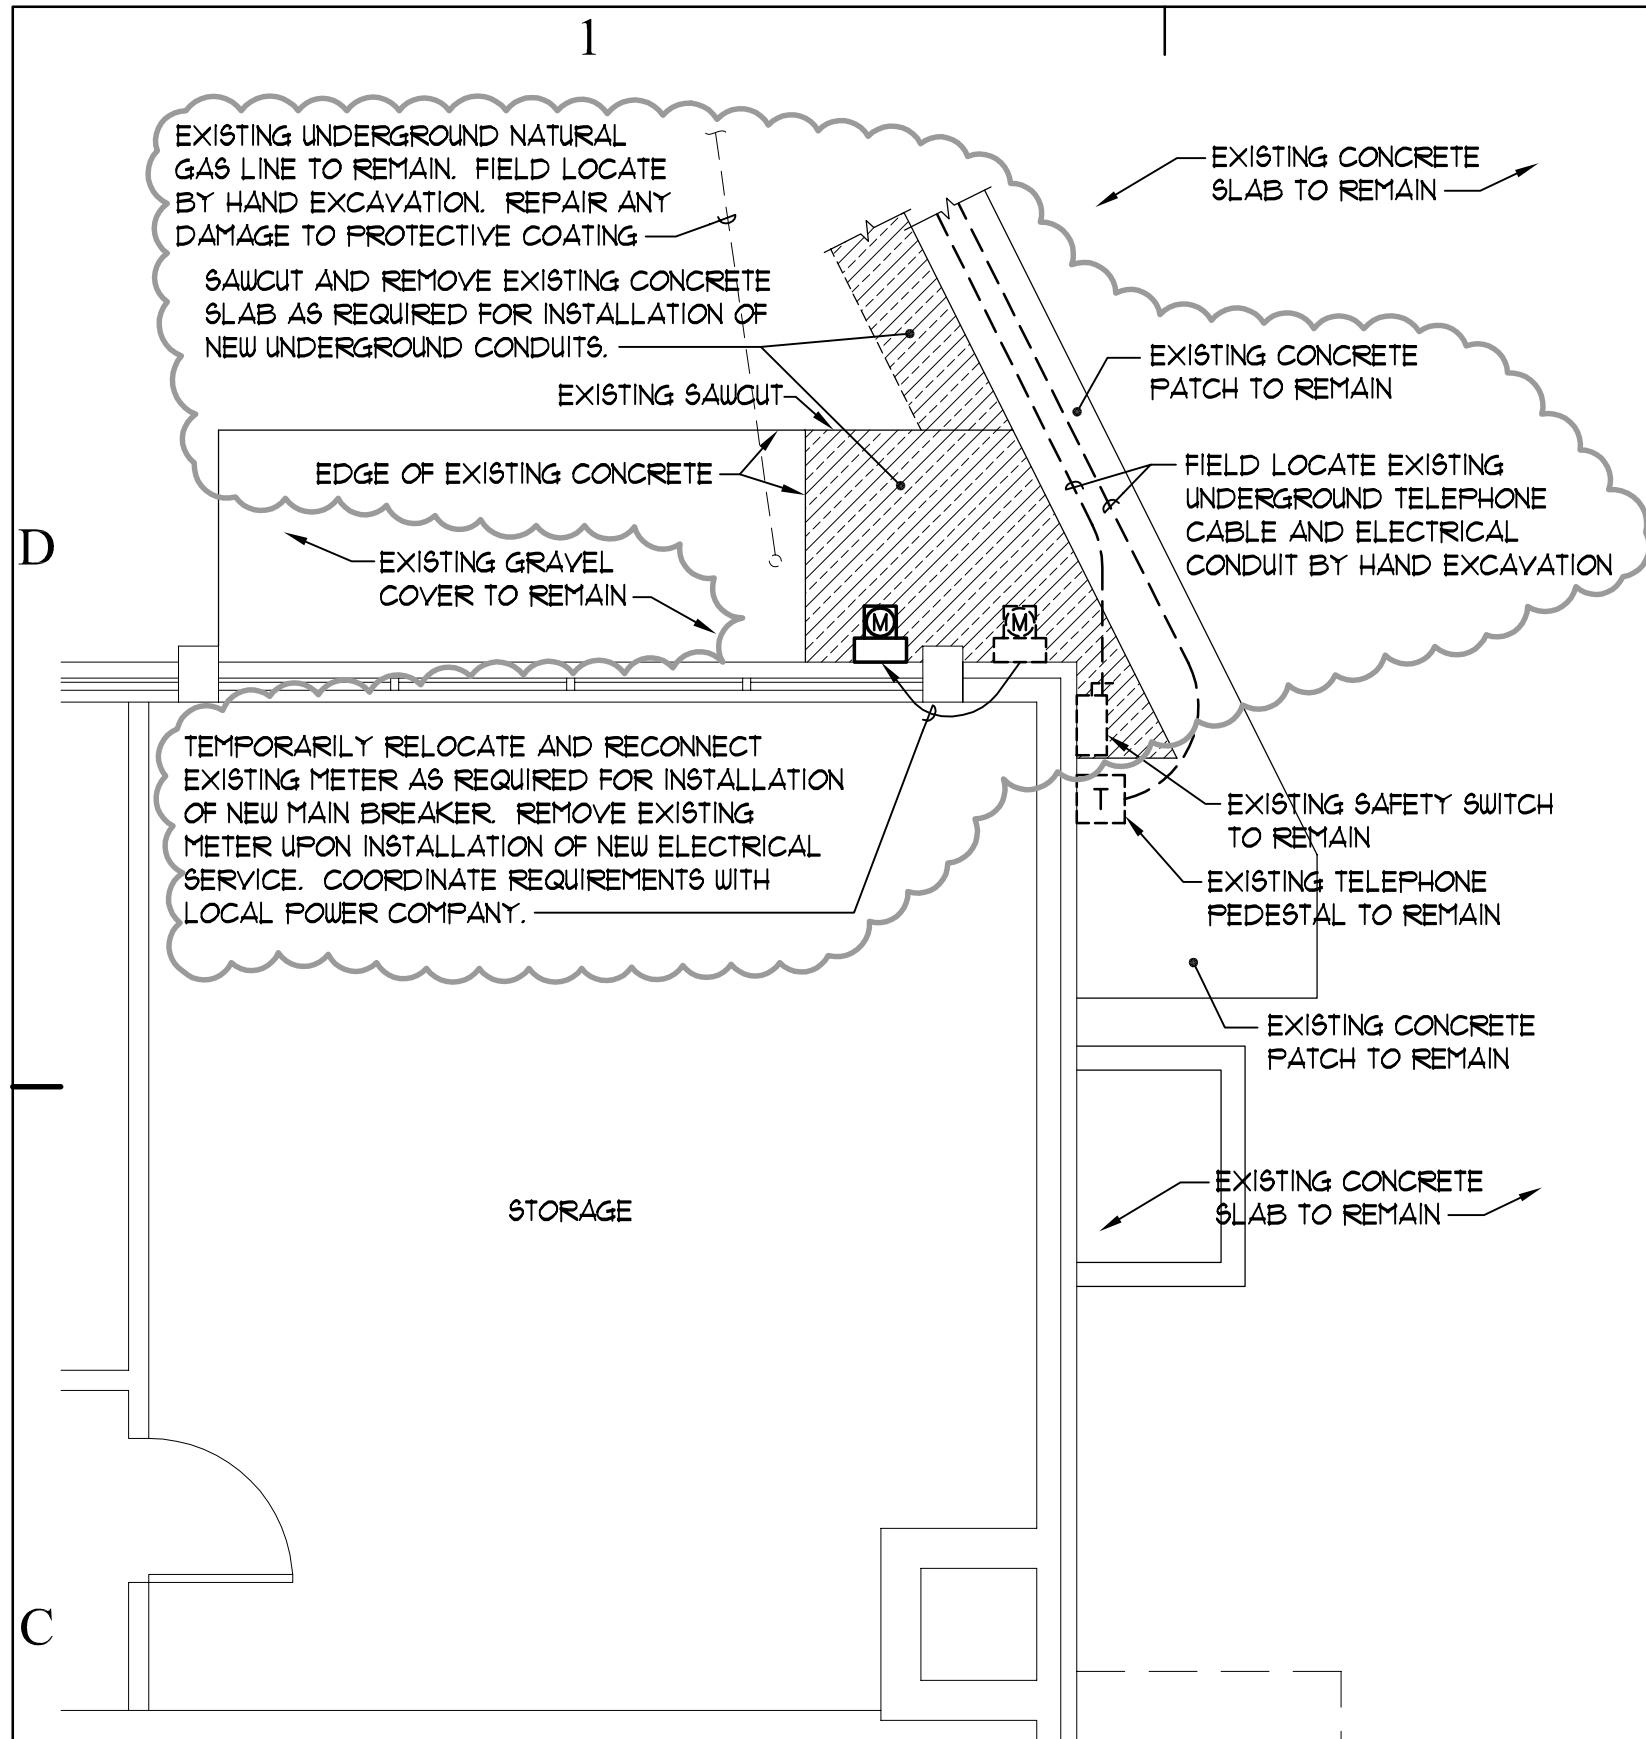 1
EXISTING UNDERGROUND NATURAL
GAS LINE TO REMAIN. FIELD LOCATE
BY HAND EXCAVATION. REPAIR ANY
DAMAGE TO PROTECTIVE COATING
EXISTING CONCRETE
SLAB TO REMAIN
SAWCUT AND REMOVE EXISTING CONCRETE
SLAB AS REQUIRED FOR INSTALLATION OF
NEW UNDERGROUND CONDUITS.
EXISTING SAWCUT
EXISTING CONCRETE
PATCH TO REMAIN
EDGE OF EXISTING CONCRETE
FIELD LOCATE EXISTING
UNDERGROUND TELEPHONE
CABLE AND ELECTRICAL
CONDUIT BY HAND EXCAVATION
D
EXISTING GRAVEL
COVER TO REMAIN
M
M
TEMPORARILY RELOCATE AND RECONNECT
EXISTING METER AS REQUIRED FOR INSTALLATION
OF NEW MAIN BREAKER. REMOVE EXISTING
METER UPON INSTALLATION OF NEW ELECTRICAL
SERVICE. COORDINATE REQUIREMENTS WITH
LOCAL POWER COMPANY.
T
EXISTING SAFETY SWITCH
TO REMAIN
EXISTING TELEPHONE
PEDESTAL TO REMAIN
EXISTING CONCRETE
PATCH TO REMAIN
STORAGE
EXISTING CONCRETE
SLAB TO REMAIN
C